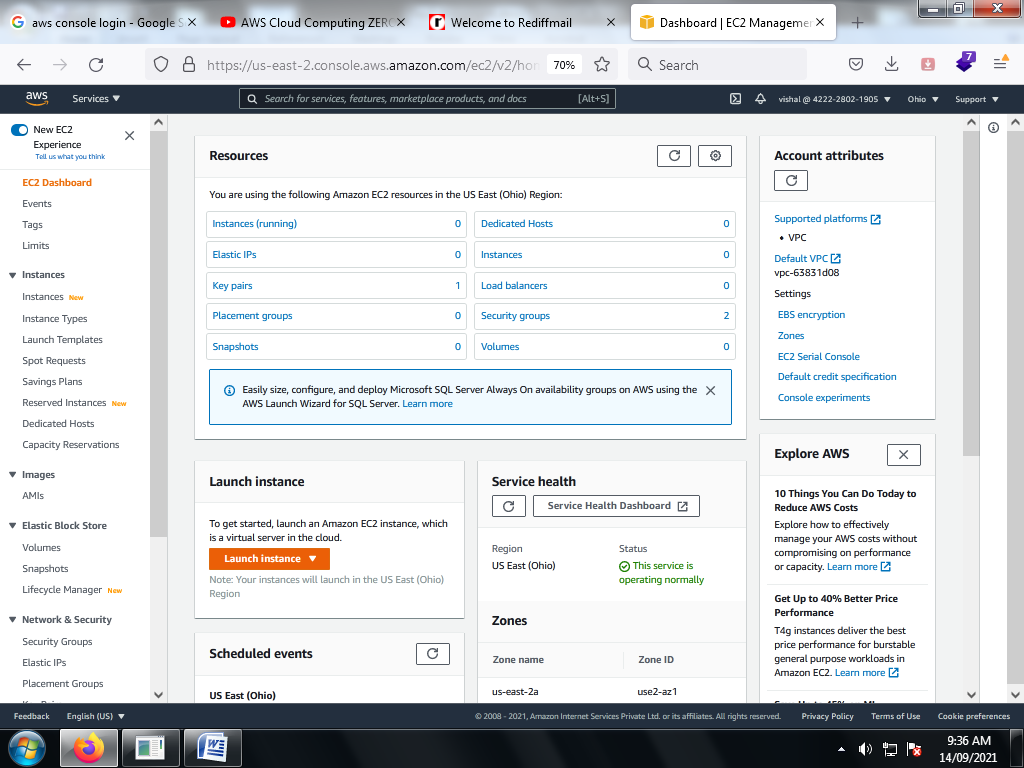 aws console login - Google S
AWS Cloud Computing ZERO
Welcome to Rediffmail
Dashboard | EC2 Managemen
https://us-east-2.console.aws.amazon.com/ec2/v2/hom
70%
Search
7
aws
Services
Search for services, features, marketplace products, and docs
[Alt+S]
vishal @ 4222-2802-1905
Ohio
Support
New EC2
Experience
Tell us what you think
EC2 Dashboard
Events
Tags
Limits
Instances
Instances New
Instance Types
Launch Templates
Spot Requests
Savings Plans
Reserved Instances New
Dedicated Hosts
Capacity Reservations
Images
AMIs
Elastic Block Store
Volumes
Snapshots
Lifecycle Manager New
Network & Security
Security Groups
Elastic IPs
Placement Groups
Resources
You are using the following Amazon EC2 resources in the US East (Ohio) Region:
Instances (running) 0
Dedicated Hosts 0
Elastic IPs 0
Instances 0
Key pairs 1
Load balancers 0
Placement groups 0
Security groups 2
Snapshots 0
Volumes 0
Easily size, configure, and deploy Microsoft SQL Server Always On availability groups on AWS using the
AWS Launch Wizard for SQL Server. Learn more
Launch instance
To get started, launch an Amazon EC2 instance, which
is a virtual server in the cloud.
Launch instance
Note: Your instances will launch in the US East (Ohio)
Region
Scheduled events
US East (Ohio)
Service health
Service Health Dashboard
Region
Status
US East (Ohio)
This service is
operating normally
Zones
Zone name
Zone ID
us-east-2a
use2-az1
Account attributes
Supported platforms
• VPC
Default VPC
vpc-63831d08
Settings
EBS encryption
Zones
EC2 Serial Console
Default credit specification
Console experiments
Explore AWS
10 Things You Can Do Today to
Reduce AWS Costs
Explore how to effectively
manage your AWS costs without
compromising on performance
or capacity. Learn more
Get Up to 40% Better Price
Performance
T4g instances deliver the best
price performance for burstable
general purpose workloads in
Amazon EC2. Learn more
Feedback
English (US)
© 2008 - 2021, Amazon Internet Services Private Ltd. or its affiliates. All rights reserved.
Privacy Policy
Terms of Use
Cookie preferences
9:36 AM
14/09/2021